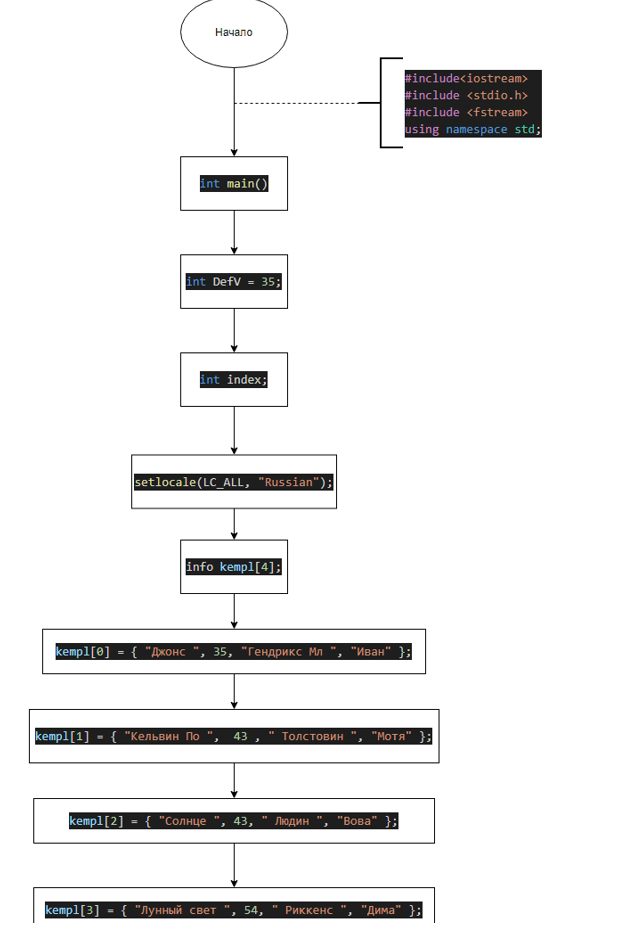 Начало
#include<iostream>
#include <stdio.h>
#include <fstream>
using namespace std;
int main()
int DefV = 35;
int index;
setlocale(LC_ALL, "Russian");
info kempl[4];
kempl[0] = { "Джонс ", 35, "Гендрикс Мл ", "Иван" };
kempl[1] = { "Кельвин По ",  43 , " Толстовин ", "Мотя" };
kempl[2] = { "Солнце ", 43, " Людин ", "Вова" };
kempl[3] = { "Лунный свет ", 54, " Риккенс ", "Дима" };